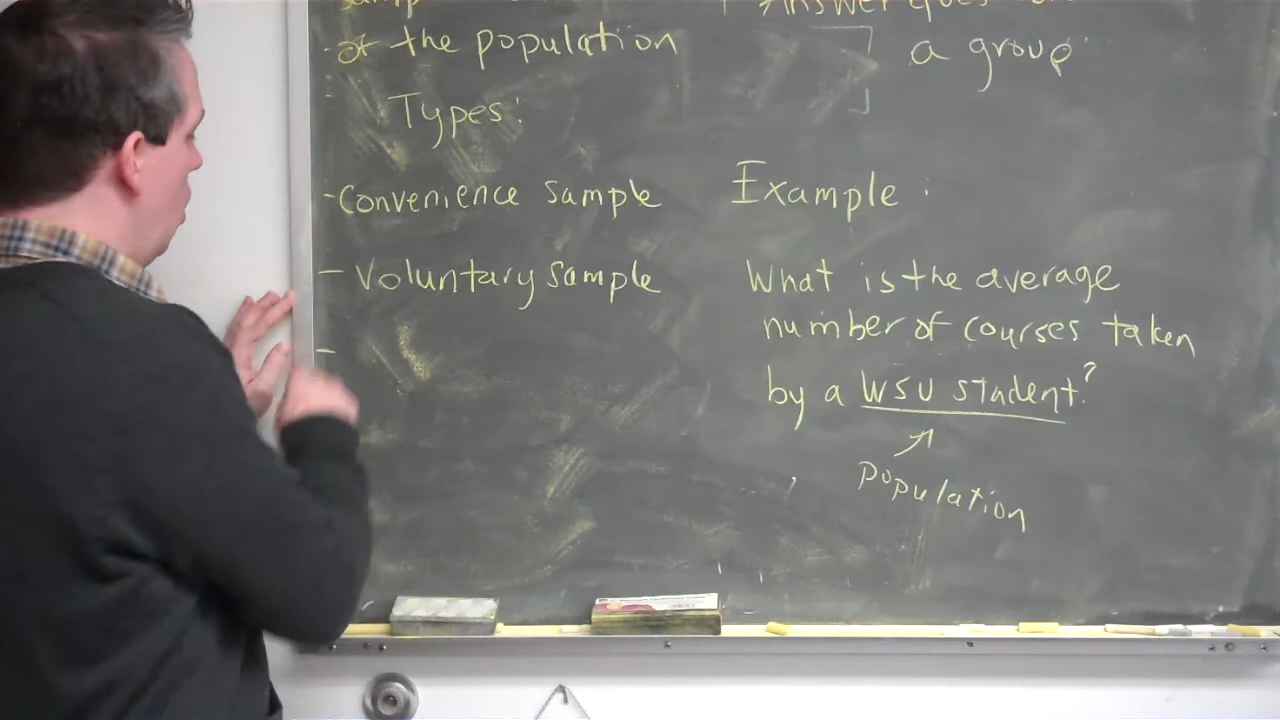 of the population
Types:
- Convenience sample
- Voluntary sample
-
a group
Example:
What is the average
number of courses taken
by a WSU student?
population